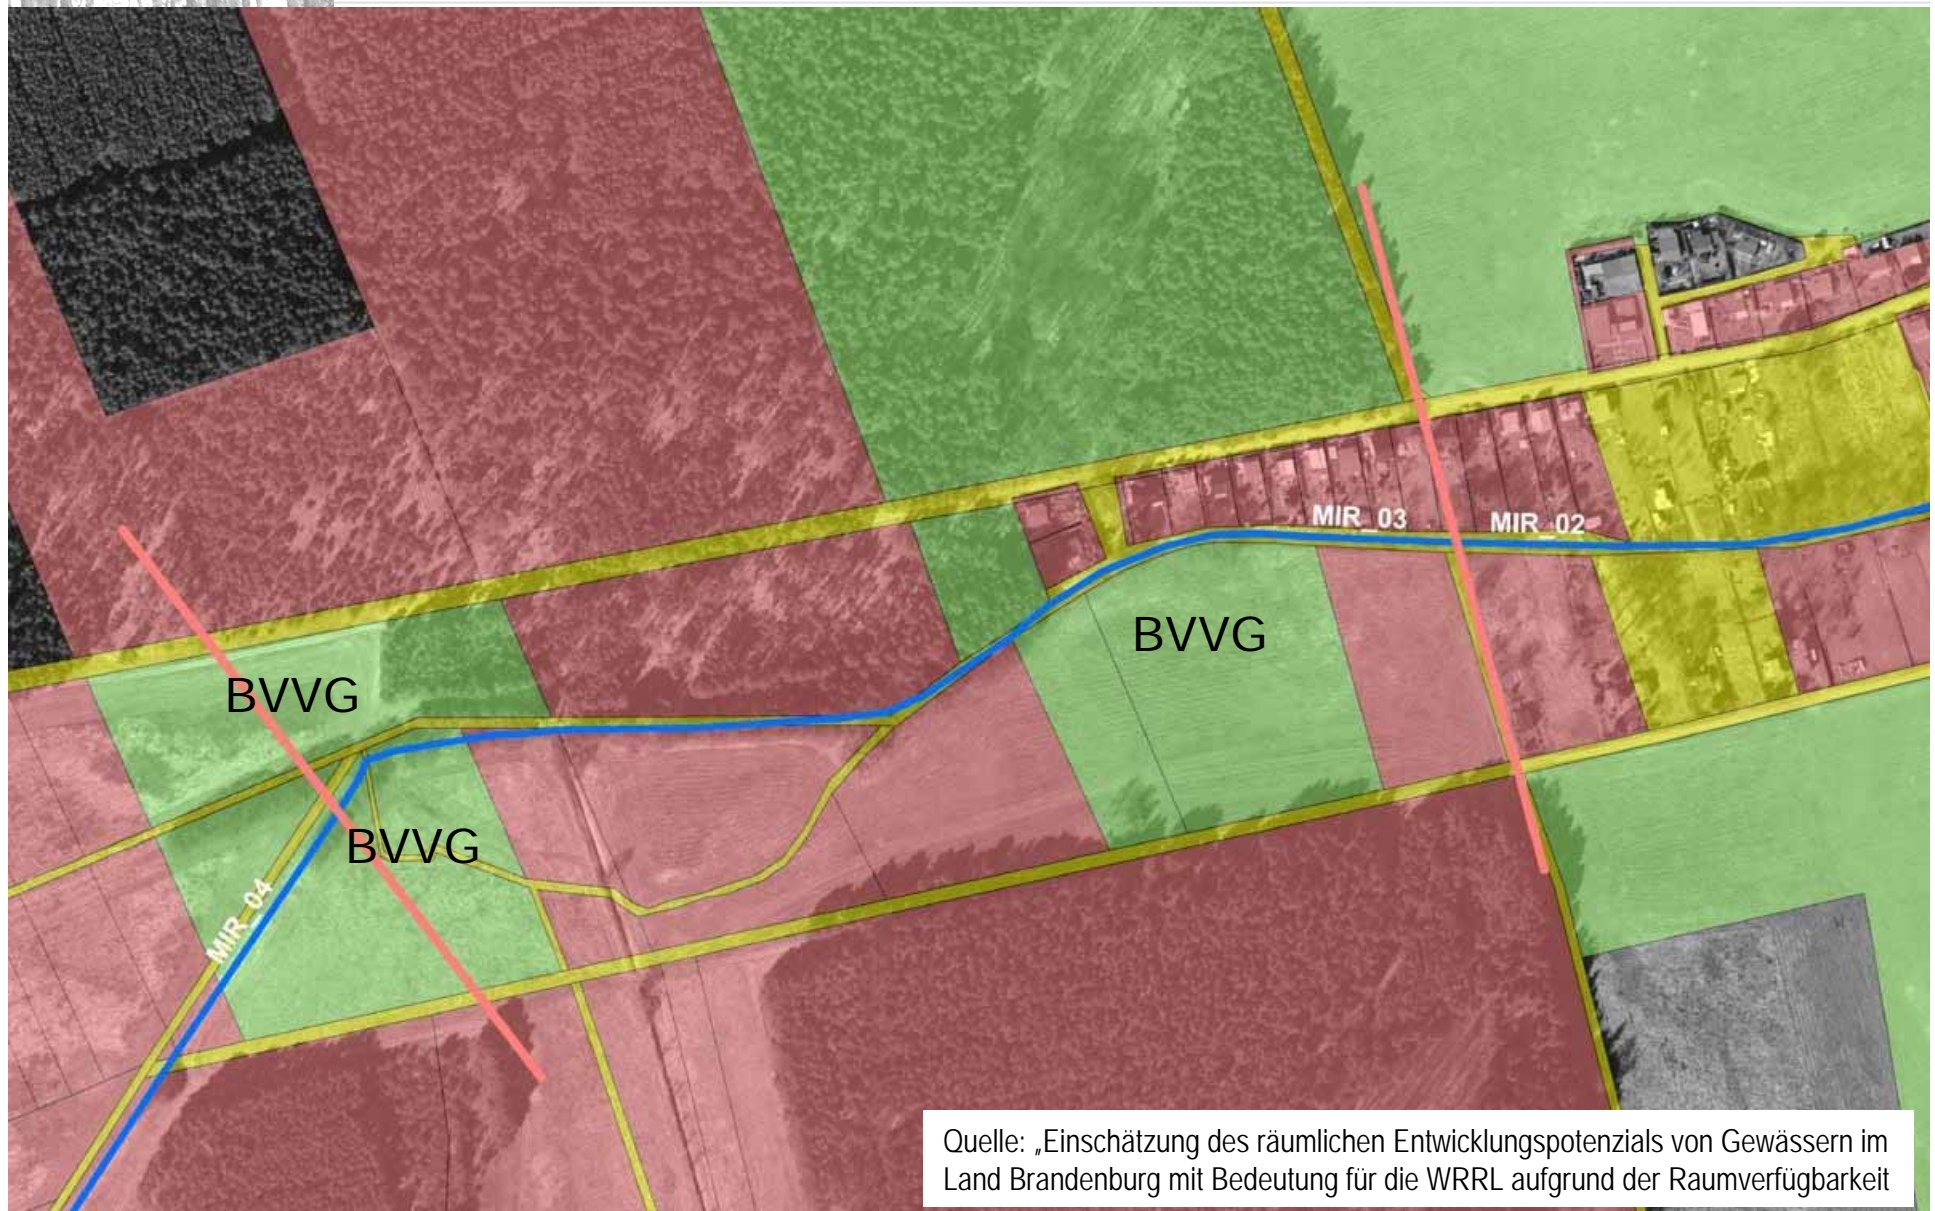 MIR_03
MIR_02
BVVG
BVVG
BVVG
MIR_04
Quelle: „Einschätzung des räumlichen Entwicklungspotenzials von Gewässern im
Land Brandenburg mit Bedeutung für die WRRL aufgrund der Raumverfügbarkeit